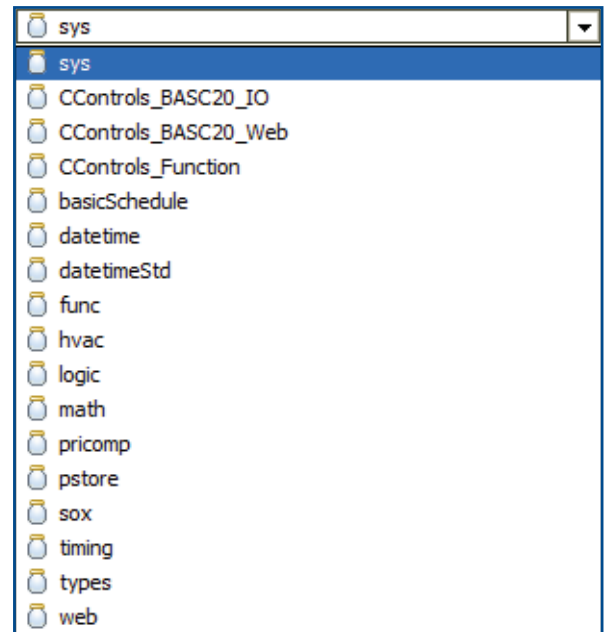 sys
sys
CControls_BASC20_IO
CControls_BASC20_Web
CControls_Function
basicSchedule
datetime
datetimeStd
func
hvac
logic
math
pricomp
pstore
sox
timing
types
web